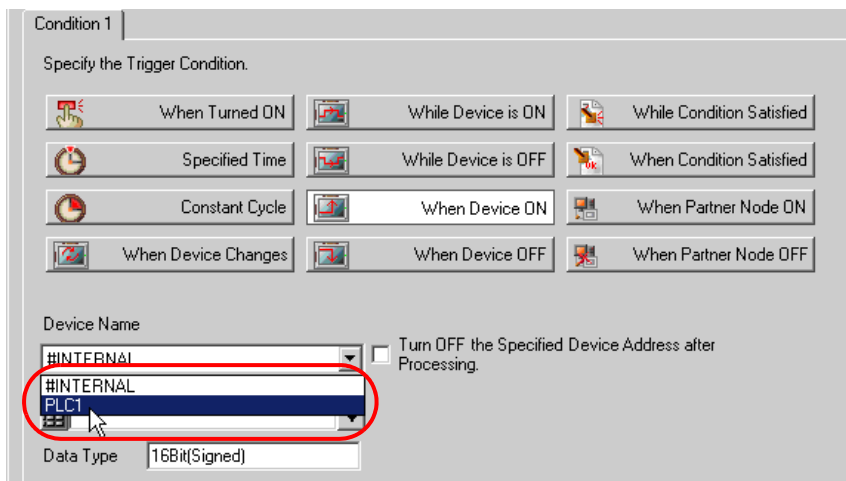 Condition 1
Specify the Trigger Condition.
When Turned ON
While Device is ON
While Condition Satisfied
Specified Time
While Device is OFF
When Condition Satisfied
Constant Cycle
When Device ON
When Partner Node ON
When Device Changes
When Device OFF
When Partner Node OFF
Device Name
#INTERNAL
Turn OFF the Specified Device Address after
Processing.
#INTERNAL
PLC1
Data Type
16Bit(Signed)